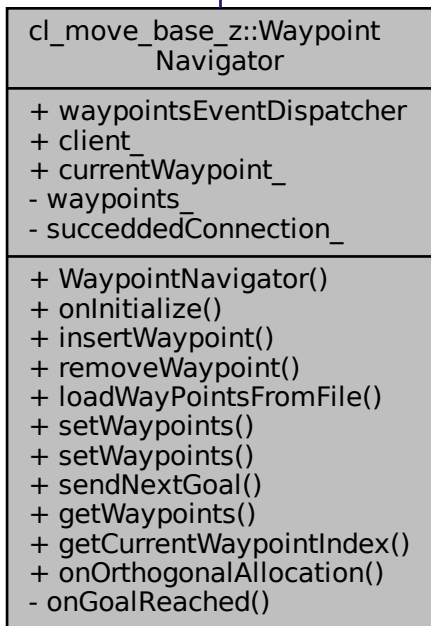 cl_move_base_z::Waypoint
Navigator
+ waypointsEventDispatcher
+ client_
+ currentWaypoint_
- waypoints_
- succeddedConnection_
+ WaypointNavigator()
+ onInitialize()
+ insertWaypoint()
+ removeWaypoint()
+ loadWayPointsFromFile()
+ setWaypoints()
+ setWaypoints()
+ sendNextGoal()
+ getWaypoints()
+ getCurrentWaypointIndex()
+ onOrthogonalAllocation()
- onGoalReached()